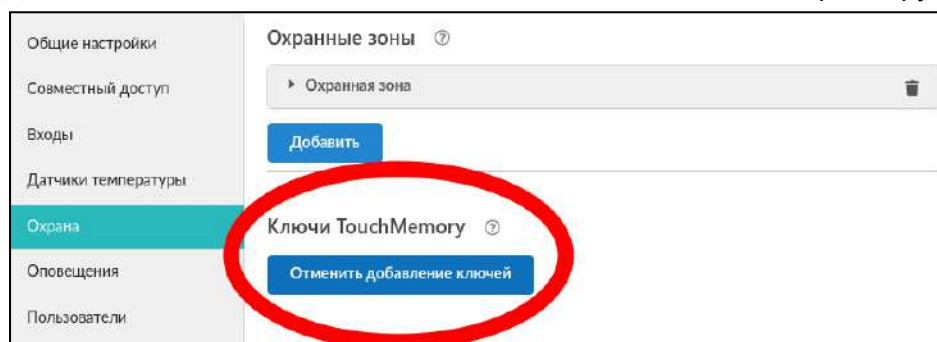 Общие настройки
Совместный доступ
Входы
Датчики температуры
Охрана
Оповещения
Пользователи
Охранные зоны
Охранная зона
Добавить
Ключи TouchMemory
Отменить добавление ключей